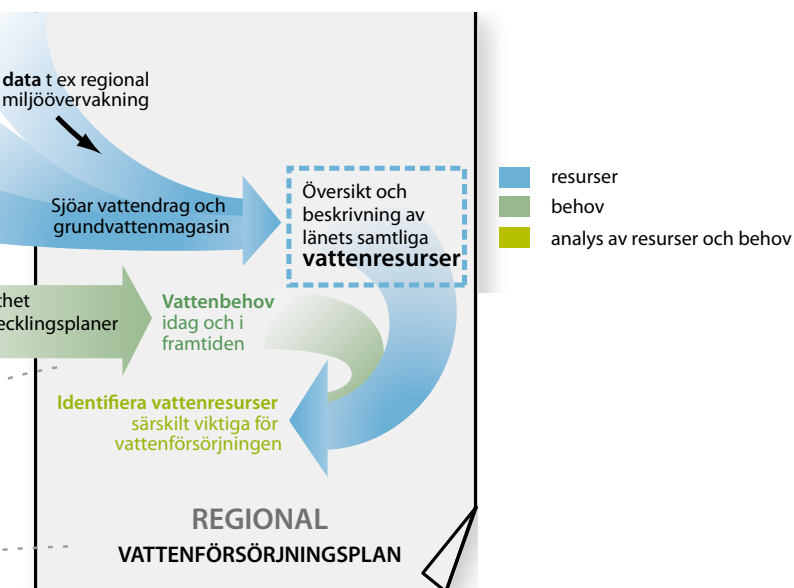 data t ex regional
miljöövervakning
Sjöar vattendrag och
grundvattenmagasin
Översikt och
beskrivning av
länets samtliga
vattenresurser
resurser
behov
analys av resurser och behov
Vattenbehov
idag och i
framtiden
Identifiera vattenresurser
särskilt viktiga för
vattenförsörjningen
REGIONAL
VATTENFÖRSÖRJNINGSPLAN